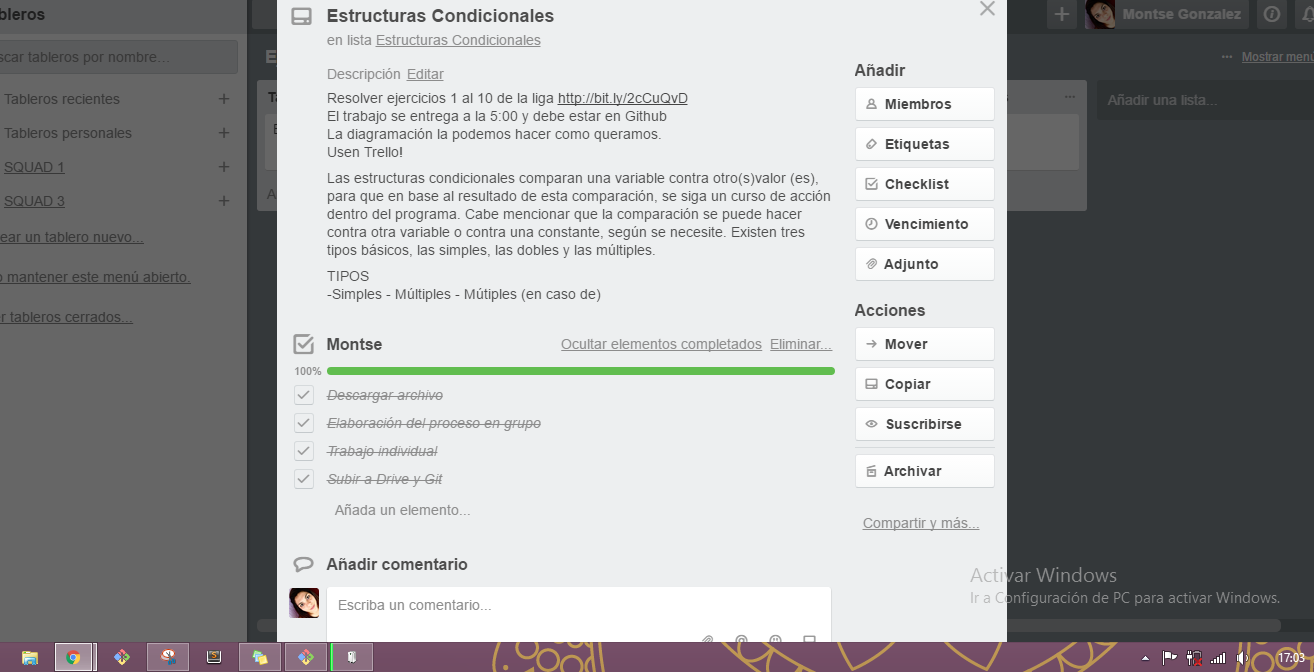 bleros
scar tableros por nombre...
Tableros recientes
Tableros personales
SQUAD 1
SQUAD 3
ear un tablero nuevo...
o mantener este menú abierto.
r tableros cerrados...
Montse Gonzalez
... Mostrar menú
Añadir una lista...
Estructuras Condicionales
en lista Estructuras Condicionales
Descripción Editar
Resolver ejercicios 1 al 10 de la liga http://bit.ly/2cCuQvD
El trabajo se entrega a la 5:00 y debe estar en Github
La diagramación la podemos hacer como queramos.
Usen Trello!
Las estructuras condicionales comparan una variable contra otro(s)valor (es),
para que en base al resultado de esta comparación, se siga un curso de acción
dentro del programa. Cabe mencionar que la comparación se puede hacer
contra otra variable o contra una constante, según se necesite. Existen tres
tipos básicos, las simples, las dobles y las múltiples.
TIPOS
-Simples - Múltiples - Mútiples (en caso de)
Montse
Ocultar elementos completados Eliminar...
100%
Descargar archivo
Elaboración del proceso en grupo
Trabajo individual
Subir a Drive y Git
Añada un elemento...
Añadir comentario
Escriba un comentario...
Añadir
Miembros
Etiquetas
Checklist
Vencimiento
Adjunto
Acciones
Mover
Copiar
Suscribirse
Archivar
Compartir y más...
Activar Windows
Ir a Configuración de PC para activar Windows.
17:03